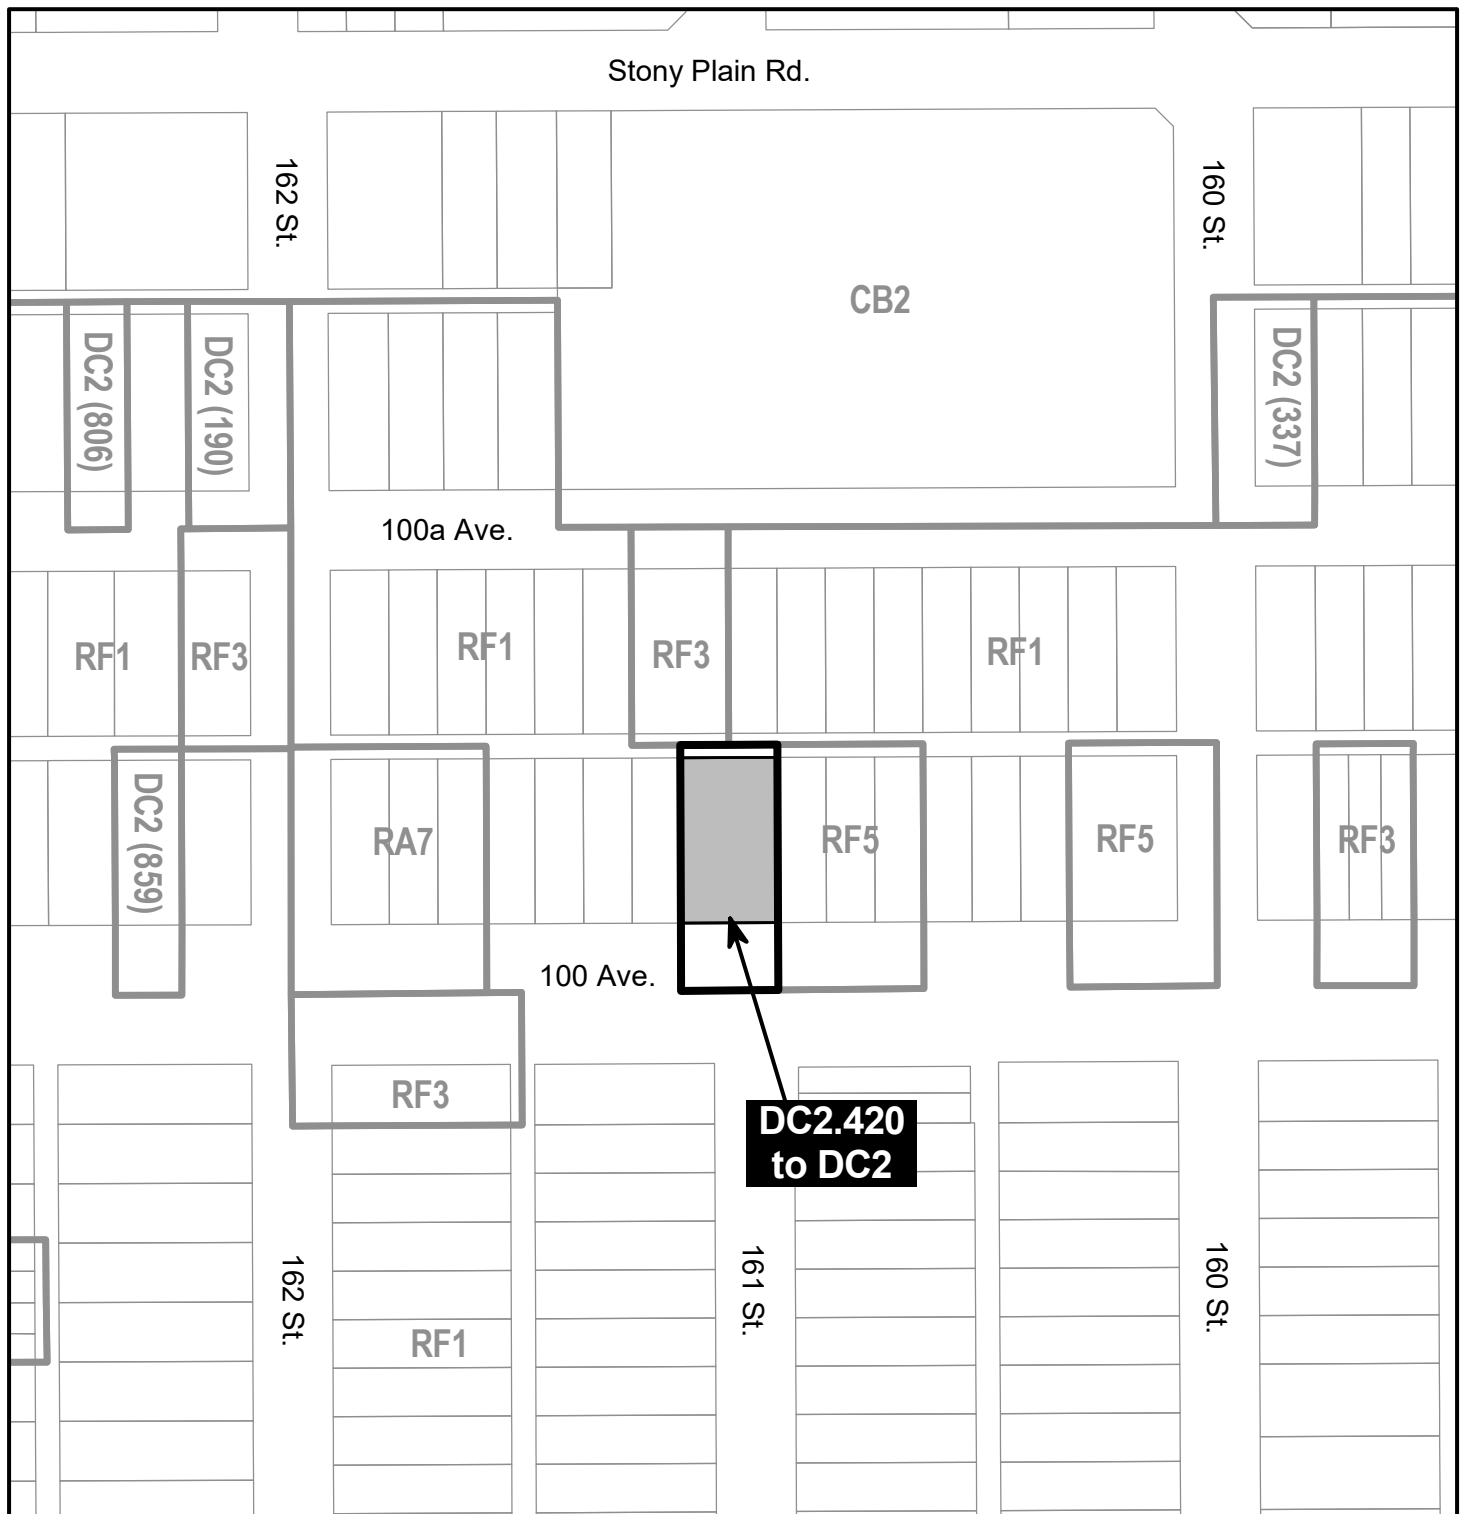 Stony Plain Rd.
162 St.
160 St.
CB2
DC2 (806)
DC2 (190)
DC2 (337)
100a Ave.
RF1
RF3
RF1
RF3
RF1
DC2 (859)
RA7
RF5
RF5
RF3
100 Ave.
RF3
DC2.420
to DC2
162 St.
161 St.
160 St.
RF1